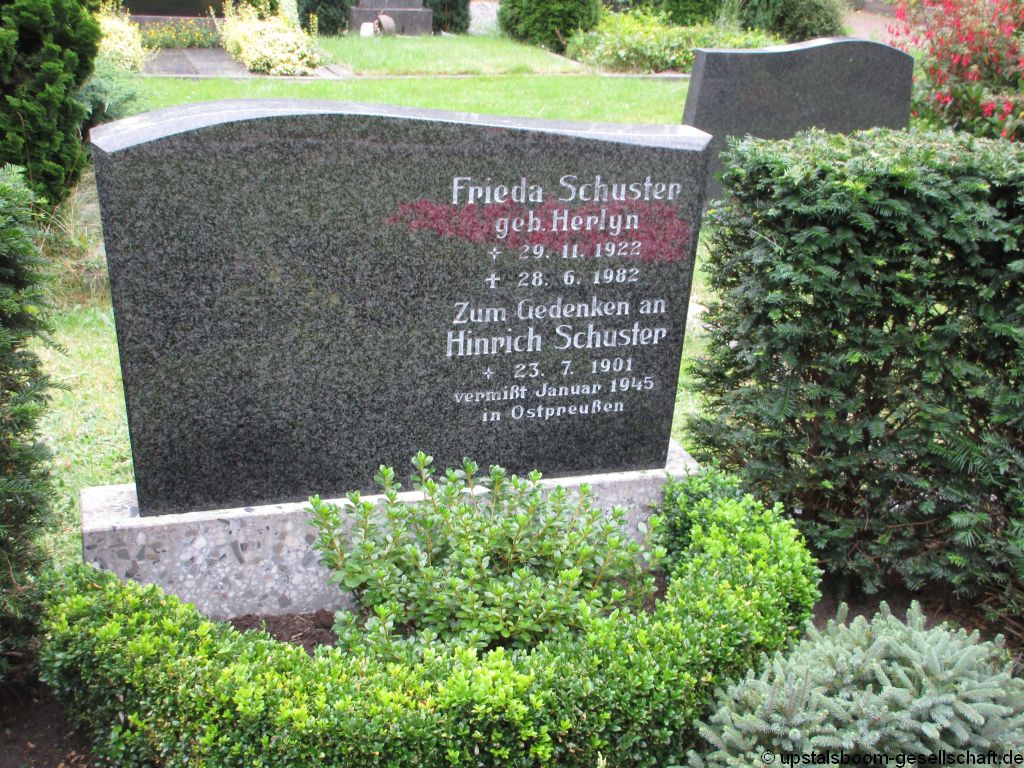 Frieda Schuster
geb. Herlyn
✶ 29. 11. 1922
✝ 28. 6. 1982
Zum Gedenken an
Hinrich Schuster
✶ 23. 7. 1901
vermißt Januar 1945
in Ostpreußen
© upstalsboom-gesellschaft.de